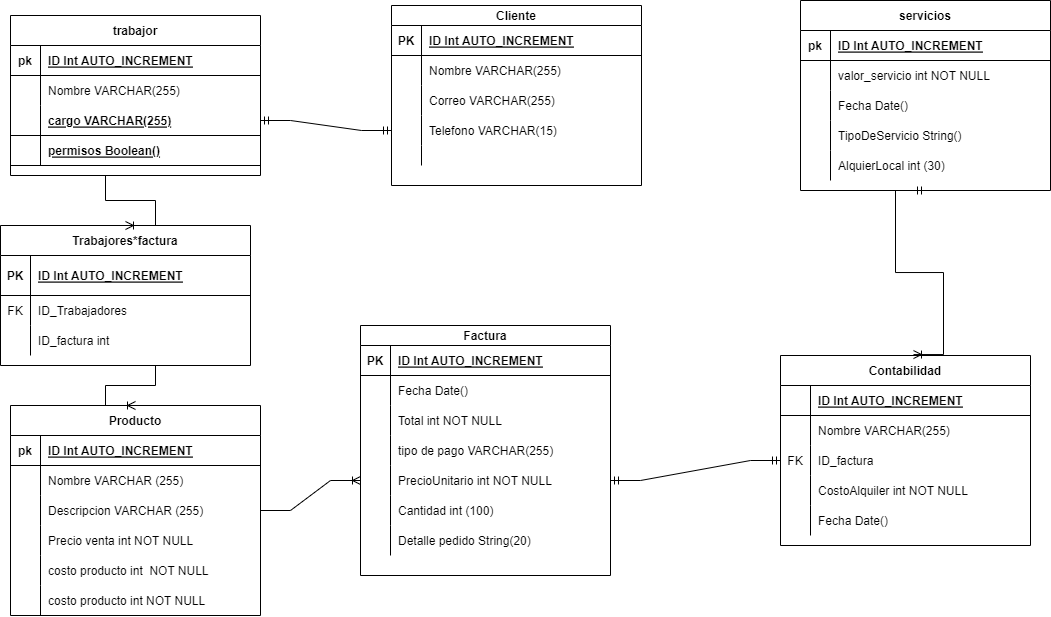 trabajor
pk ID Int AUTO_INCREMENT
Nombre VARCHAR(255)
cargo VARCHAR(255)
permisos Boolean()
Cliente
PK ID Int AUTO_INCREMENT
Nombre VARCHAR(255)
Correo VARCHAR(255)
Telefono VARCHAR(15)
servicios
pk ID Int AUTO_INCREMENT
valor_servicio int NOT NULL
Fecha Date()
TipoDeServicio String()
AlquierLocal int (30)
Trabajores*factura
PK ID Int AUTO_INCREMENT
FK ID_Trabajadores
ID_factura int
Factura
PK ID Int AUTO_INCREMENT
Fecha Date()
Total int NOT NULL
tipo de pago VARCHAR(255)
PrecioUnitario int NOT NULL
Cantidad int (100)
Detalle pedido String(20)
Contabilidad
ID Int AUTO_INCREMENT
Nombre VARCHAR(255)
FK ID_factura
CostoAlquiler int NOT NULL
Fecha Date()
Producto
pk ID Int AUTO_INCREMENT
Nombre VARCHAR (255)
Descripcion VARCHAR (255)
Precio venta int NOT NULL
costo producto int NOT NULL
costo producto int NOT NULL